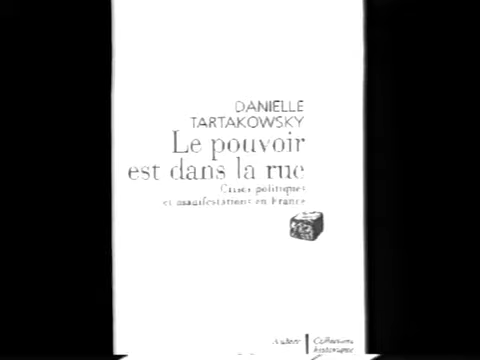 DANIELLE
TARTAKOWSKY
Le pouvoir
est dans la rue
Crises politiques
et manifestations en France
Aubier
Collection
historique